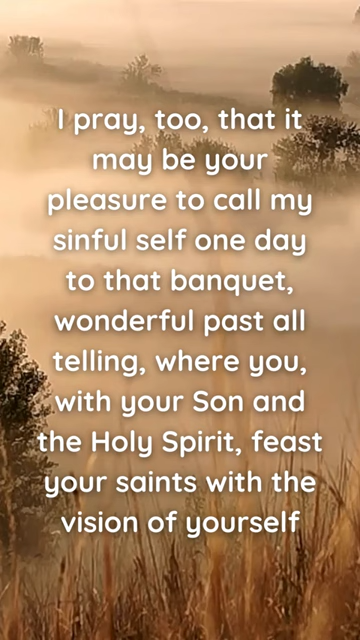 I pray, too, that it
may be your
pleasure to call my
sinful self one day
to that banquet,
wonderful past all
telling, where you,
with your Son and
the Holy Spirit, feast
your saints with the
vision of yourself